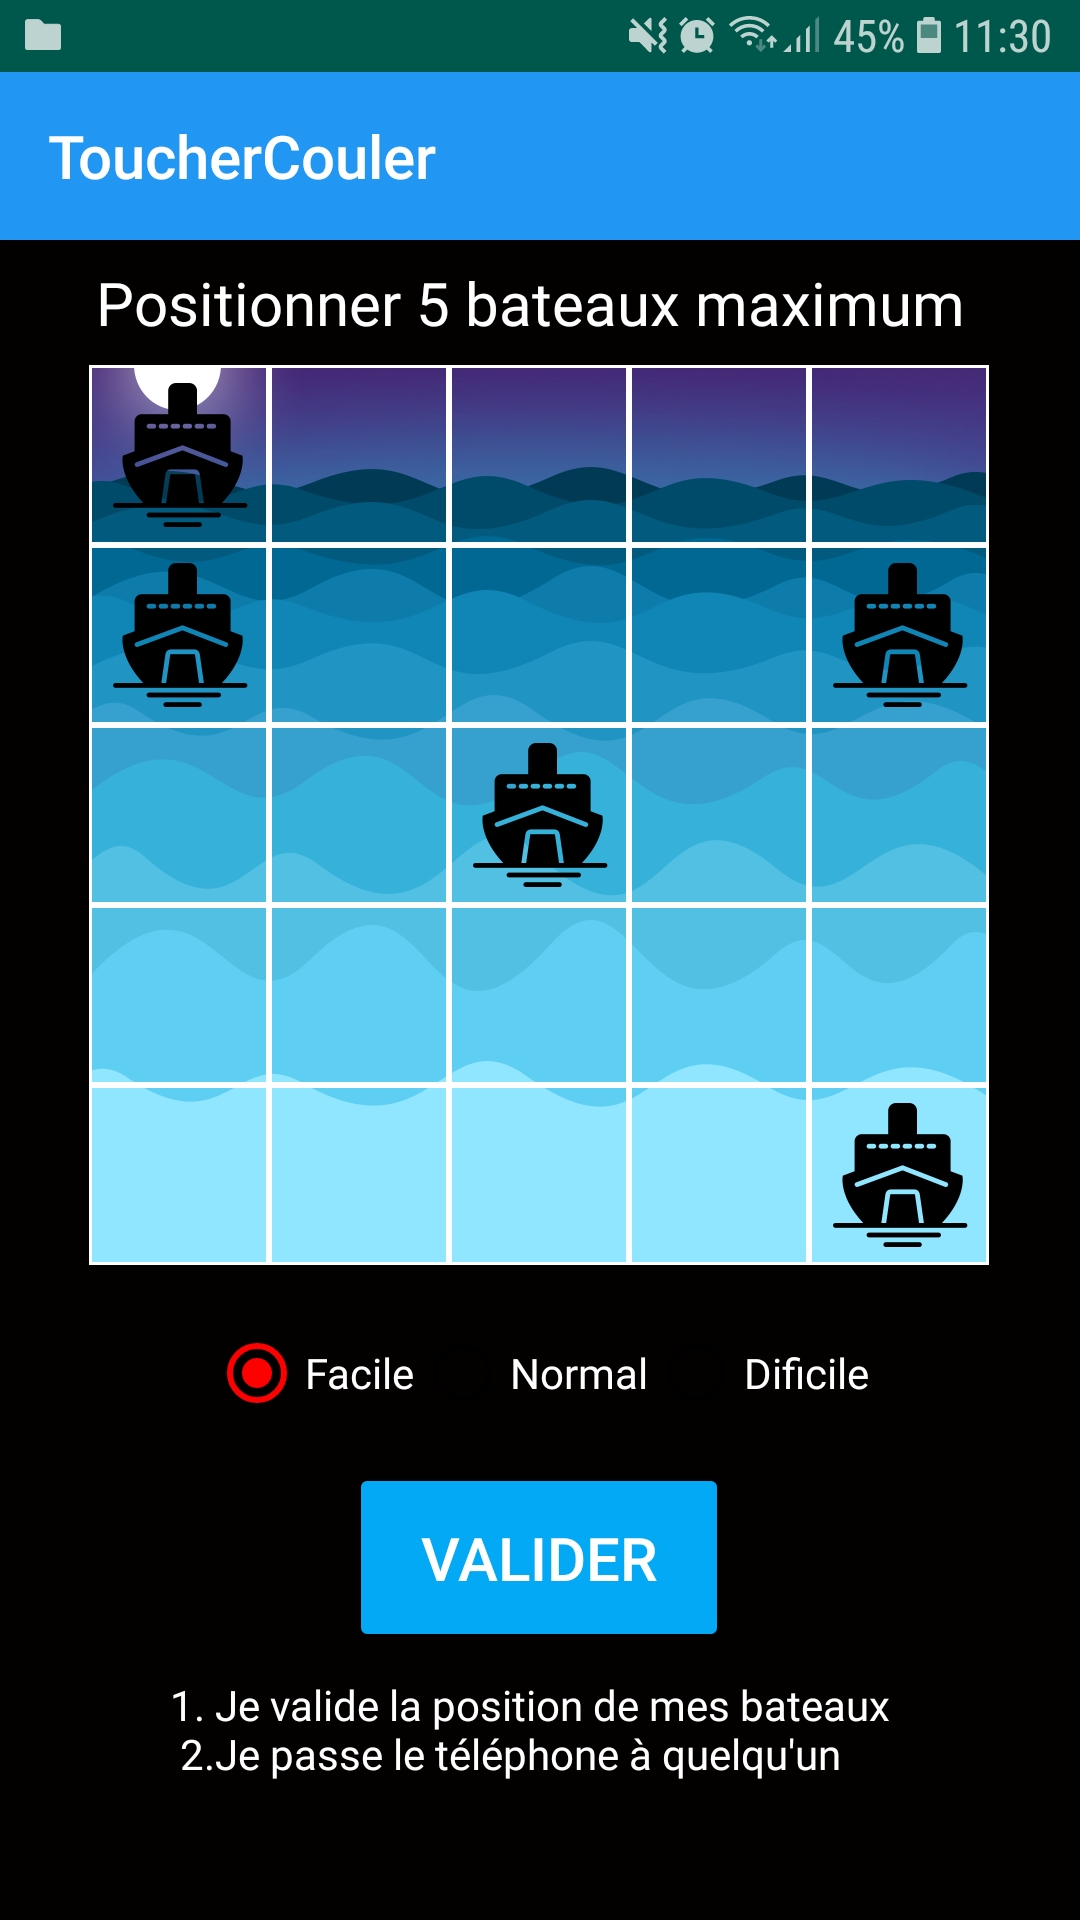 45% 11:30
ToucherCouler
Positionner 5 bateaux maximum
Facile Normal Dificile
VALIDER
1. Je valide la position de mes bateaux
2.Je passe le téléphone à quelqu'un